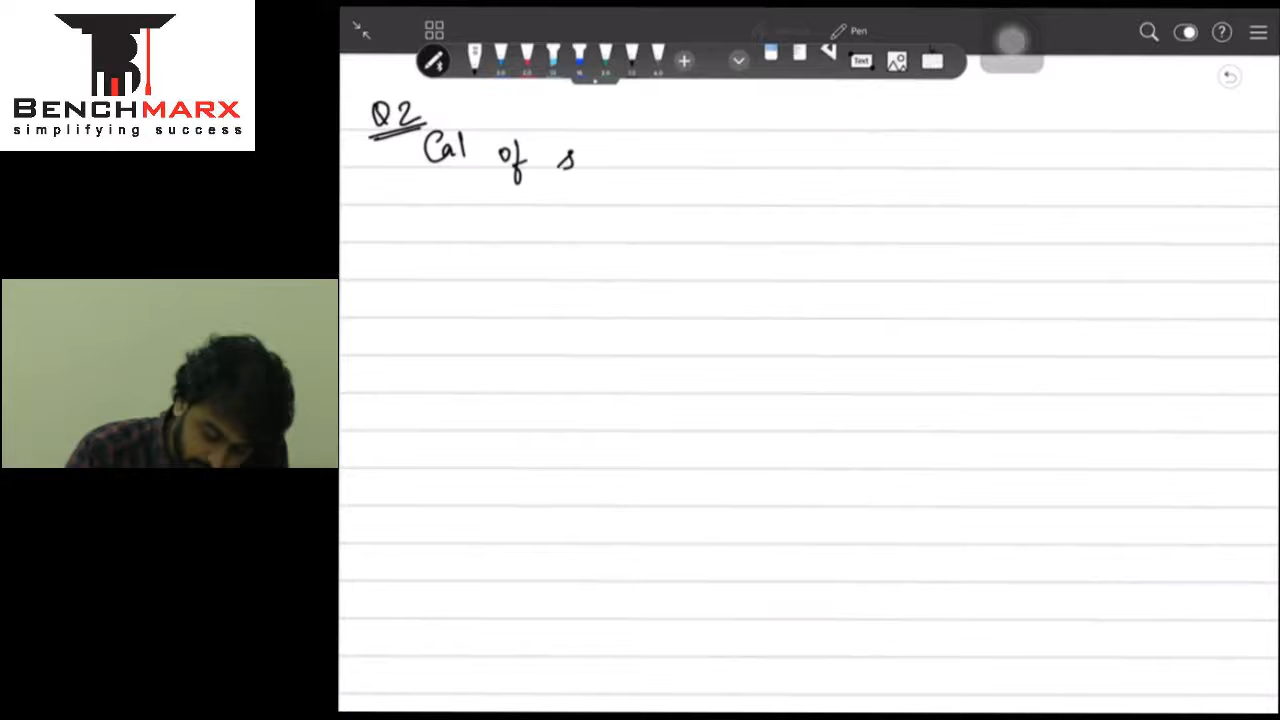 BENCHMARX
simplifying success
Pen
Text
Q2
Cal of s